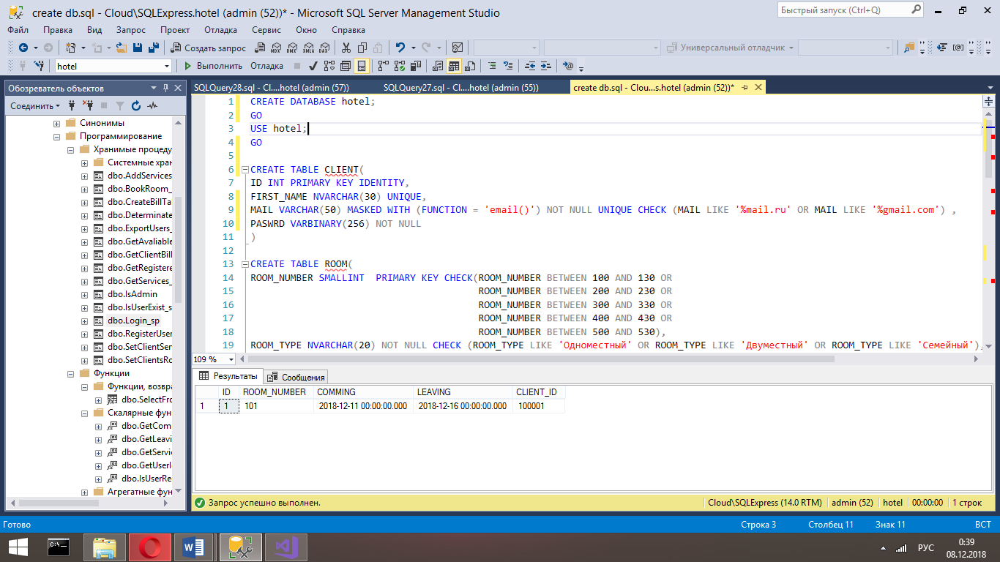 create db.sql - Cloud\SQLExpress.hotel (admin (52))* - Microsoft SQL Server Management Studio
Быстрый запуск (Ctrl+Q)
Файл Правка Вид Запрос Проект Отладка Сервис Окно Справка
Создать запрос MDX DMX XMLA DAX Универсальный отладчик
hotel Выполнить Отладка
Обозреватель объектов
SQLQuery28.sql - Cl....hotel (admin (57)) SQLQuery27.sql - Cl....hotel (admin (55)) create db.sql - Clou...s.hotel (admin (52))*
Соединить
Синонимы
Программирование
Хранимые процеду
Системные хран
dbo.AddServices
dbo.BookRoom_
dbo.CreateBillTa
dbo.Determinate
dbo.ExportUsers_
dbo.GetAvaliable
dbo.GetClientBill
dbo.GetRegistere
dbo.GetServices_
dbo.IsAdmin
dbo.IsUserExist_s
dbo.Login_sp
dbo.RegisterUser
dbo.SetClientSer
dbo.SetClientsRo
Функции
Функции, возвра
dbo.SelectFro
Скалярные фун
dbo.GetCom
dbo.GetLeavi
dbo.GetServi
dbo.GetUserI
dbo.IsUserRe
Агрегатные фун
1 CREATE DATABASE hotel;
2 GO
3 USE hotel;
4 GO
5
6 CREATE TABLE CLIENT(
7 ID INT PRIMARY KEY IDENTITY,
8 FIRST_NAME NVARCHAR(30) UNIQUE,
9 MAIL VARCHAR(50) MASKED WITH (FUNCTION = 'email()') NOT NULL UNIQUE CHECK (MAIL LIKE '%mail.ru' OR MAIL LIKE '%gmail.com') ,
10 PASWRD VARBINARY(256) NOT NULL
11 )
12
13 CREATE TABLE ROOM(
14 ROOM_NUMBER SMALLINT  PRIMARY KEY CHECK(ROOM_NUMBER BETWEEN 100 AND 130 OR
15 ROOM_NUMBER BETWEEN 200 AND 230 OR
16 ROOM_NUMBER BETWEEN 300 AND 330 OR
17 ROOM_NUMBER BETWEEN 400 AND 430 OR
18 ROOM_NUMBER BETWEEN 500 AND 530),
19 ROOM_TYPE NVARCHAR(20) NOT NULL CHECK (ROOM_TYPE LIKE 'Одноместный' OR ROOM_TYPE LIKE 'Двуместный' OR ROOM_TYPE LIKE 'Семейный'),
109 %
Результаты Сообщения
ID ROOM_NUMBER COMMING LEAVING CLIENT_ID
1 1 101 2018-12-11 00:00:00.000 2018-12-16 00:00:00.000 100001
Запрос успешно выполнен. Cloud\SQLExpress (14.0 RTM) admin (52) hotel 00:00:00 1 строк
Готово Строка 3 Столбец 11 Знак 11 ВСТ
C:\_
РУС
0:39
08.12.2018